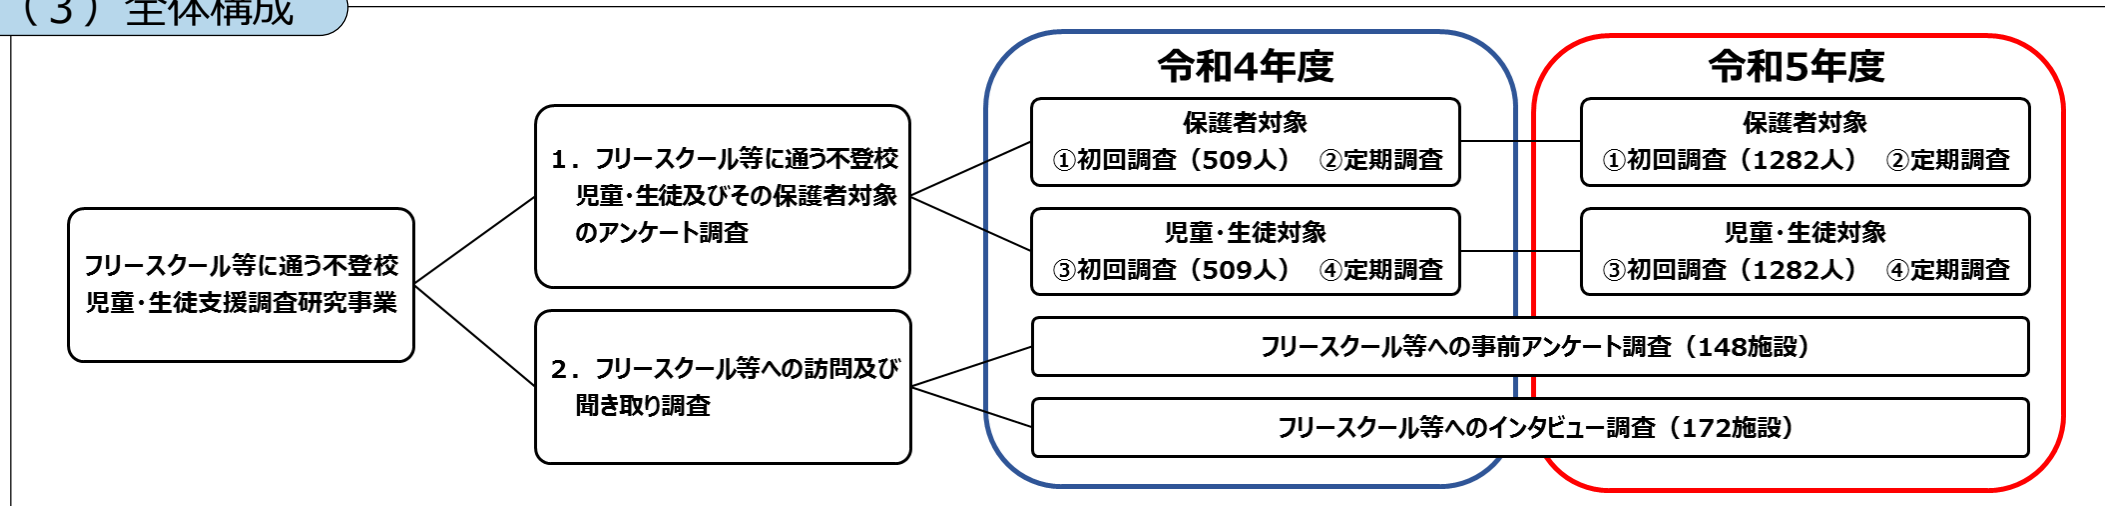 （３）全体構成
令和4年度
令和5年度
フリースクール等に通う不登校
児童・生徒支援調査研究事業
１．フリースクール等に通う不登校
児童・生徒及びその保護者対象
のアンケート調査
２．フリースクール等への訪問及び
聞き取り調査
保護者対象
①初回調査（509人）　②定期調査
児童・生徒対象
③初回調査（509人）　④定期調査
保護者対象
①初回調査（1282人）　②定期調査
児童・生徒対象
③初回調査（1282人）　④定期調査
フリースクール等への事前アンケート調査（148施設）
フリースクール等へのインタビュー調査（172施設）